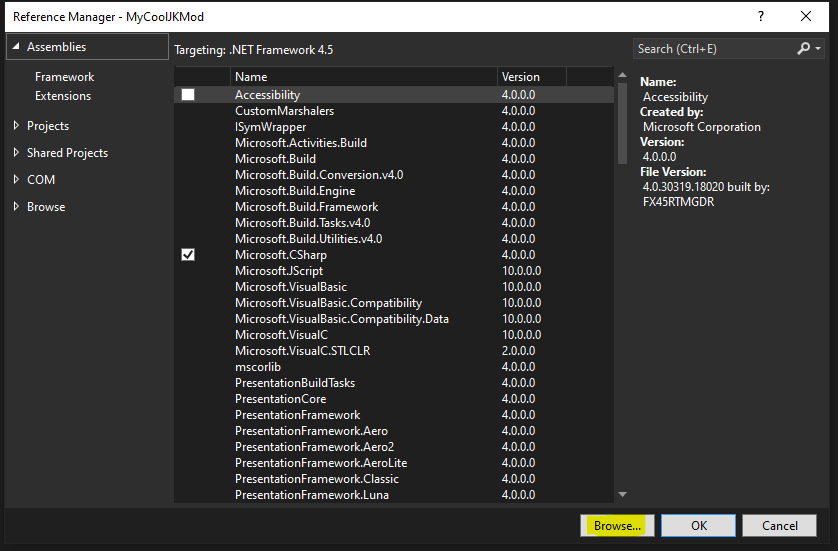 Reference Manager - MyCoolJKMod
?
Assemblies
Framework
Extensions
Projects
Shared Projects
COM
Browse
Targeting: .NET Framework 4.5
Name Version
Accessibility 4.0.0.0
CustomMarshalers 4.0.0.0
ISymWrapper 4.0.0.0
Microsoft.Activities.Build 4.0.0.0
Microsoft.Build 4.0.0.0
Microsoft.Build.Conversion.v4.0 4.0.0.0
Microsoft.Build.Engine 4.0.0.0
Microsoft.Build.Framework 4.0.0.0
Microsoft.Build.Tasks.v4.0 4.0.0.0
Microsoft.Build.Utilities.v4.0 4.0.0.0
Microsoft.CSharp 4.0.0.0
Microsoft.JScript 10.0.0.0
Microsoft.VisualBasic 10.0.0.0
Microsoft.VisualBasic.Compatibility 10.0.0.0
Microsoft.VisualBasic.Compatibility.Data 10.0.0.0
Microsoft.VisualC 10.0.0.0
Microsoft.VisualC.STLCLR 2.0.0.0
mscorlib 4.0.0.0
PresentationBuildTasks 4.0.0.0
PresentationCore 4.0.0.0
PresentationFramework 4.0.0.0
PresentationFramework.Aero 4.0.0.0
PresentationFramework.Aero2 4.0.0.0
PresentationFramework.AeroLite 4.0.0.0
PresentationFramework.Classic 4.0.0.0
PresentationFramework.Luna 4.0.0.0
Search (Ctrl+E)
Name:
Accessibility
Created by:
Microsoft Corporation
Version:
4.0.0.0
File Version:
4.0.30319.18020 built by:
FX45RTMGDR
Browse... OK Cancel